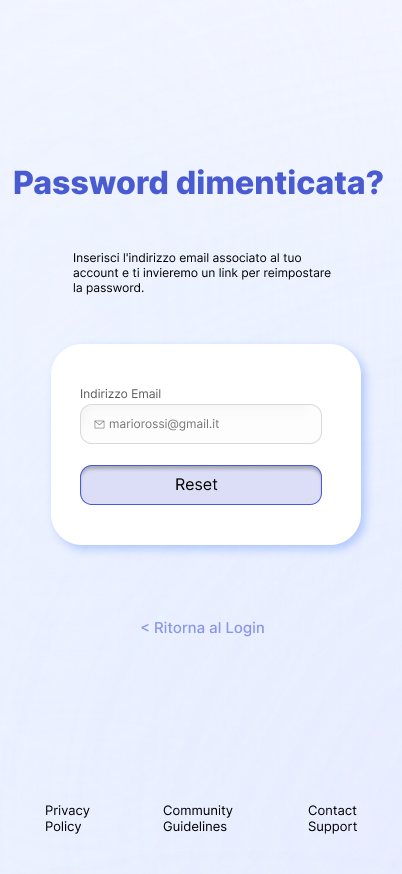 Password dimenticata?
Inserisci l'indirizzo email associato al tuo
account e ti invieremo un link per reimpostare
la password.
Indirizzo Email
mariorossi@gmail.it
Reset
< Ritorna al Login
Privacy
Policy
Community
Guidelines
Contact
Support